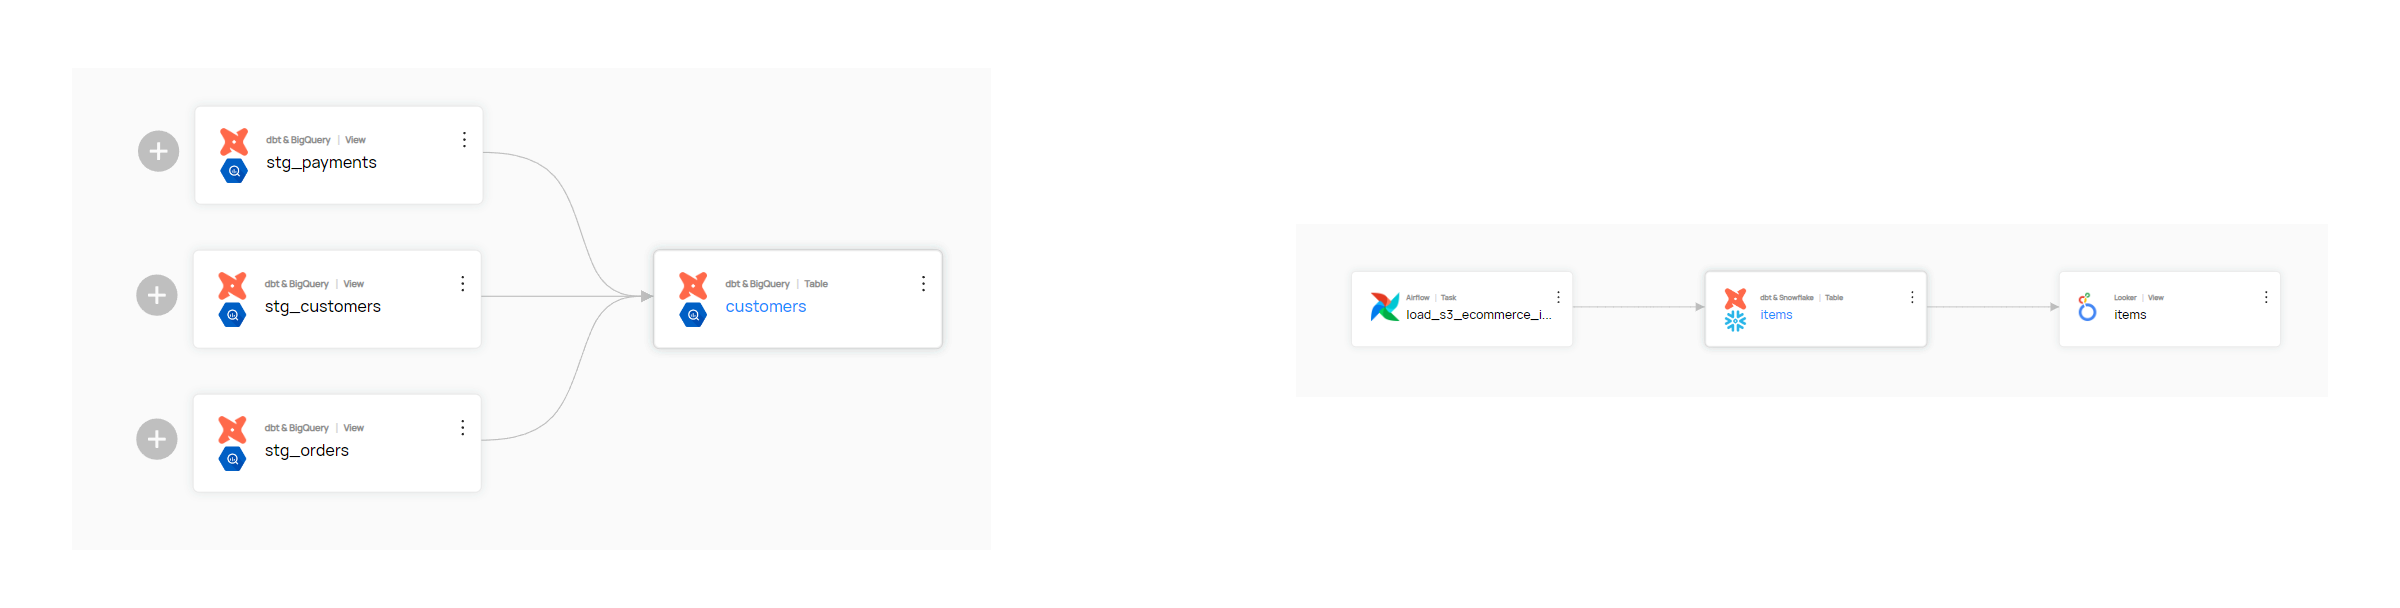 dbt & BigQuery | View
stg_payments
dbt & BigQuery | View
stg_customers
dbt & BigQuery | View
stg_orders
dbt & BigQuery | Table
customers
Airflow | Task
load_s3_ecommerce_i...
dbt & Snowflake | Table
items
Looker | View
items